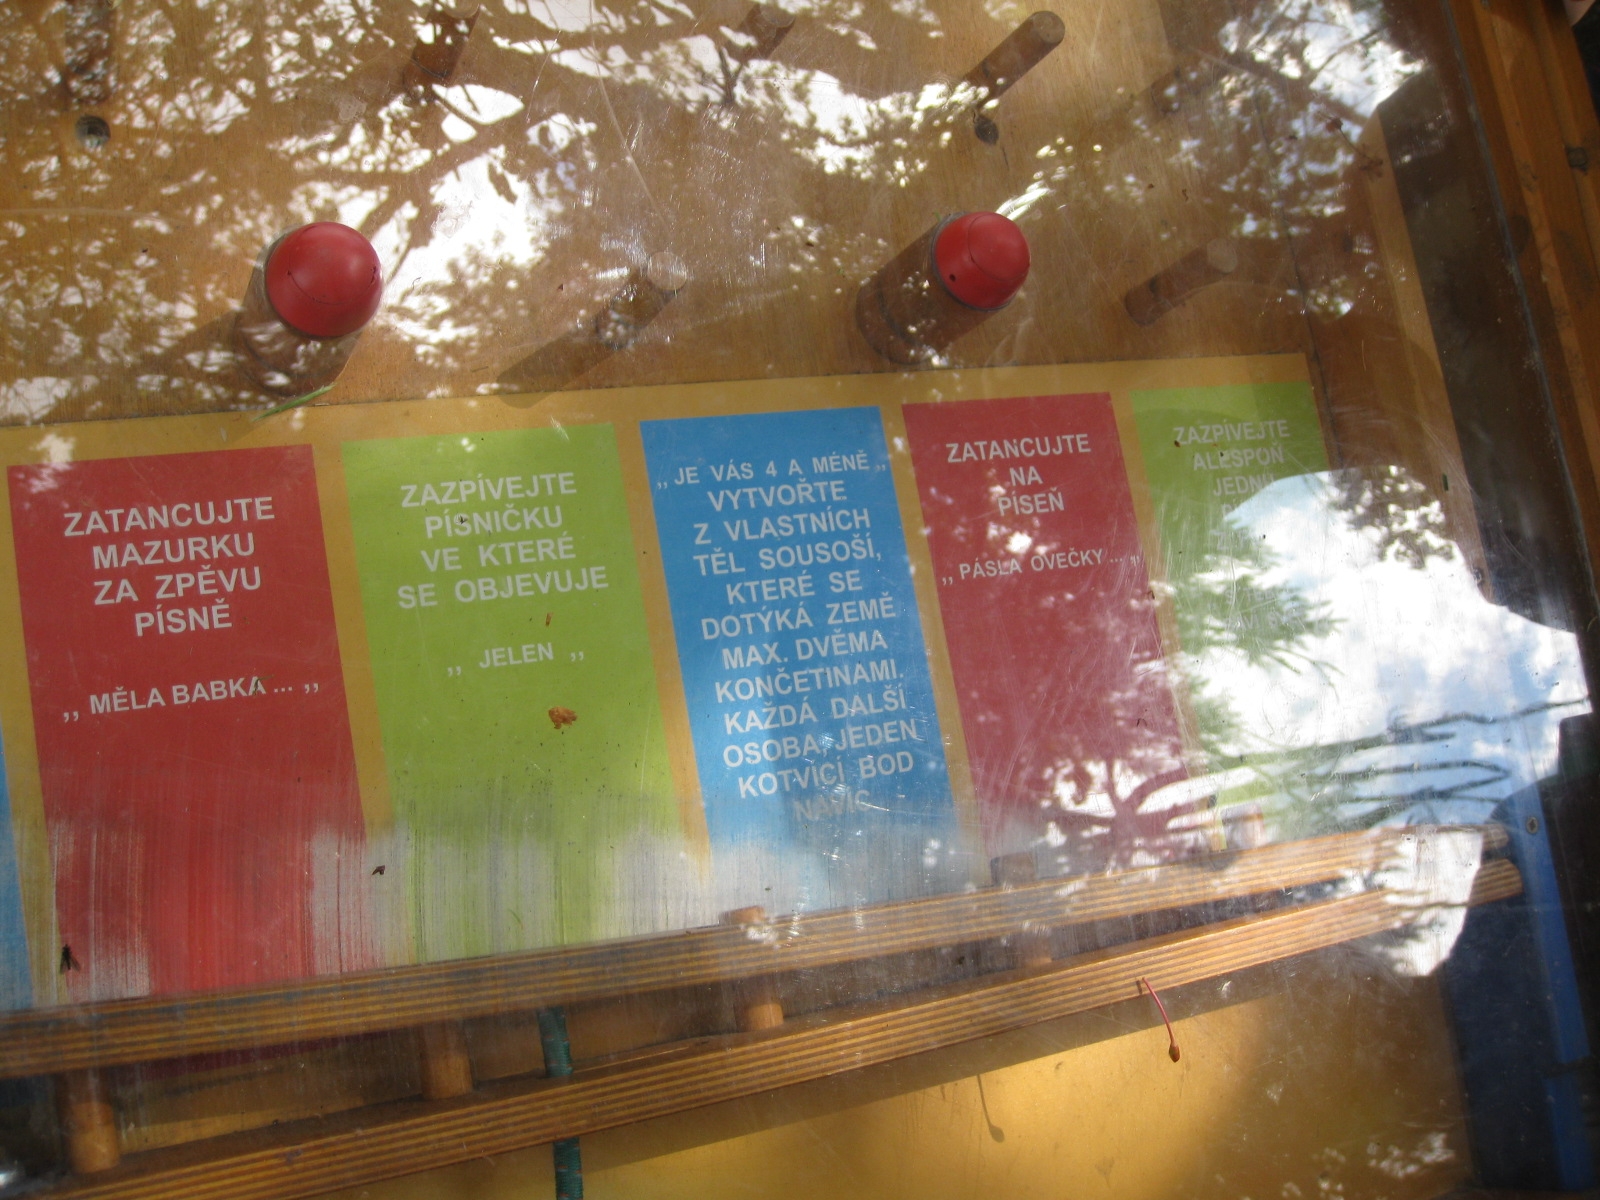 ZATANCUJTE
MAZURKU
ZA ZPĚVU
PÍSNĚ
,, MĚLA BABKA ... ,,
ZAZPÍVEJTE
PÍSNIČKU
VE KTERÉ
SE OBJEVUJE
,, JELEN ,,
,, JE VÁS 4 A MÉNĚ ,,
VYTVOŘTE
Z VLASTNÍCH
TĚL SOUSOŠÍ,
KTERÉ SE
DOTÝKÁ ZEMĚ
MAX. DVĚMA
KONČETINAMI.
KAŽDÁ DALŠÍ
OSOBA, JEDEN
KOTVICÍ BOD
NAVÍC
ZATANCUJTE
NA
PÍSEŇ
,, PÁSLA OVEČKY ... ,,
ZAZPÍVEJTE
ALESPOŇ
JEDNU